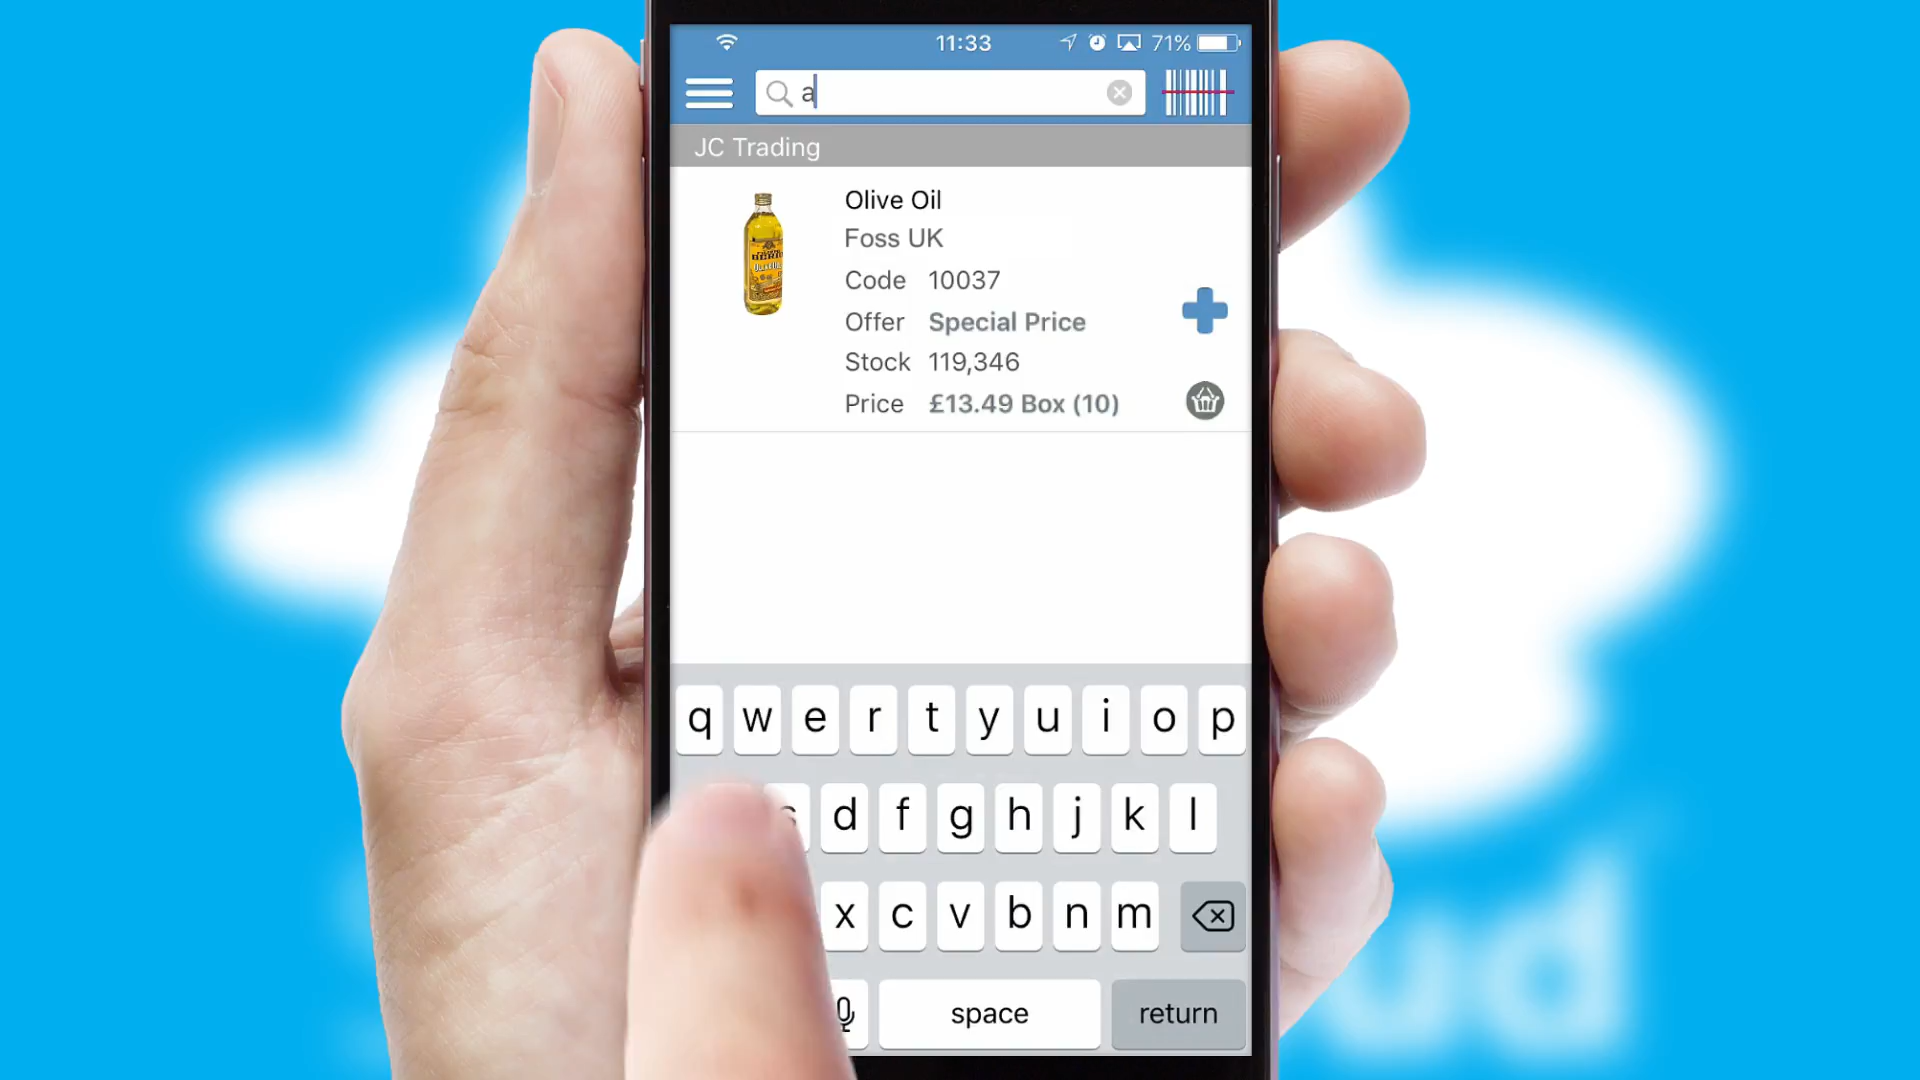 11:33 71%
a
JC Trading
Olive Oil
Foss UK
Code 10037
Offer Special Price
Stock 119,346
Price £13.49 Box (10)
q w e r t y u i o p
s d f g h j k l
x c v b n m
space return
ud